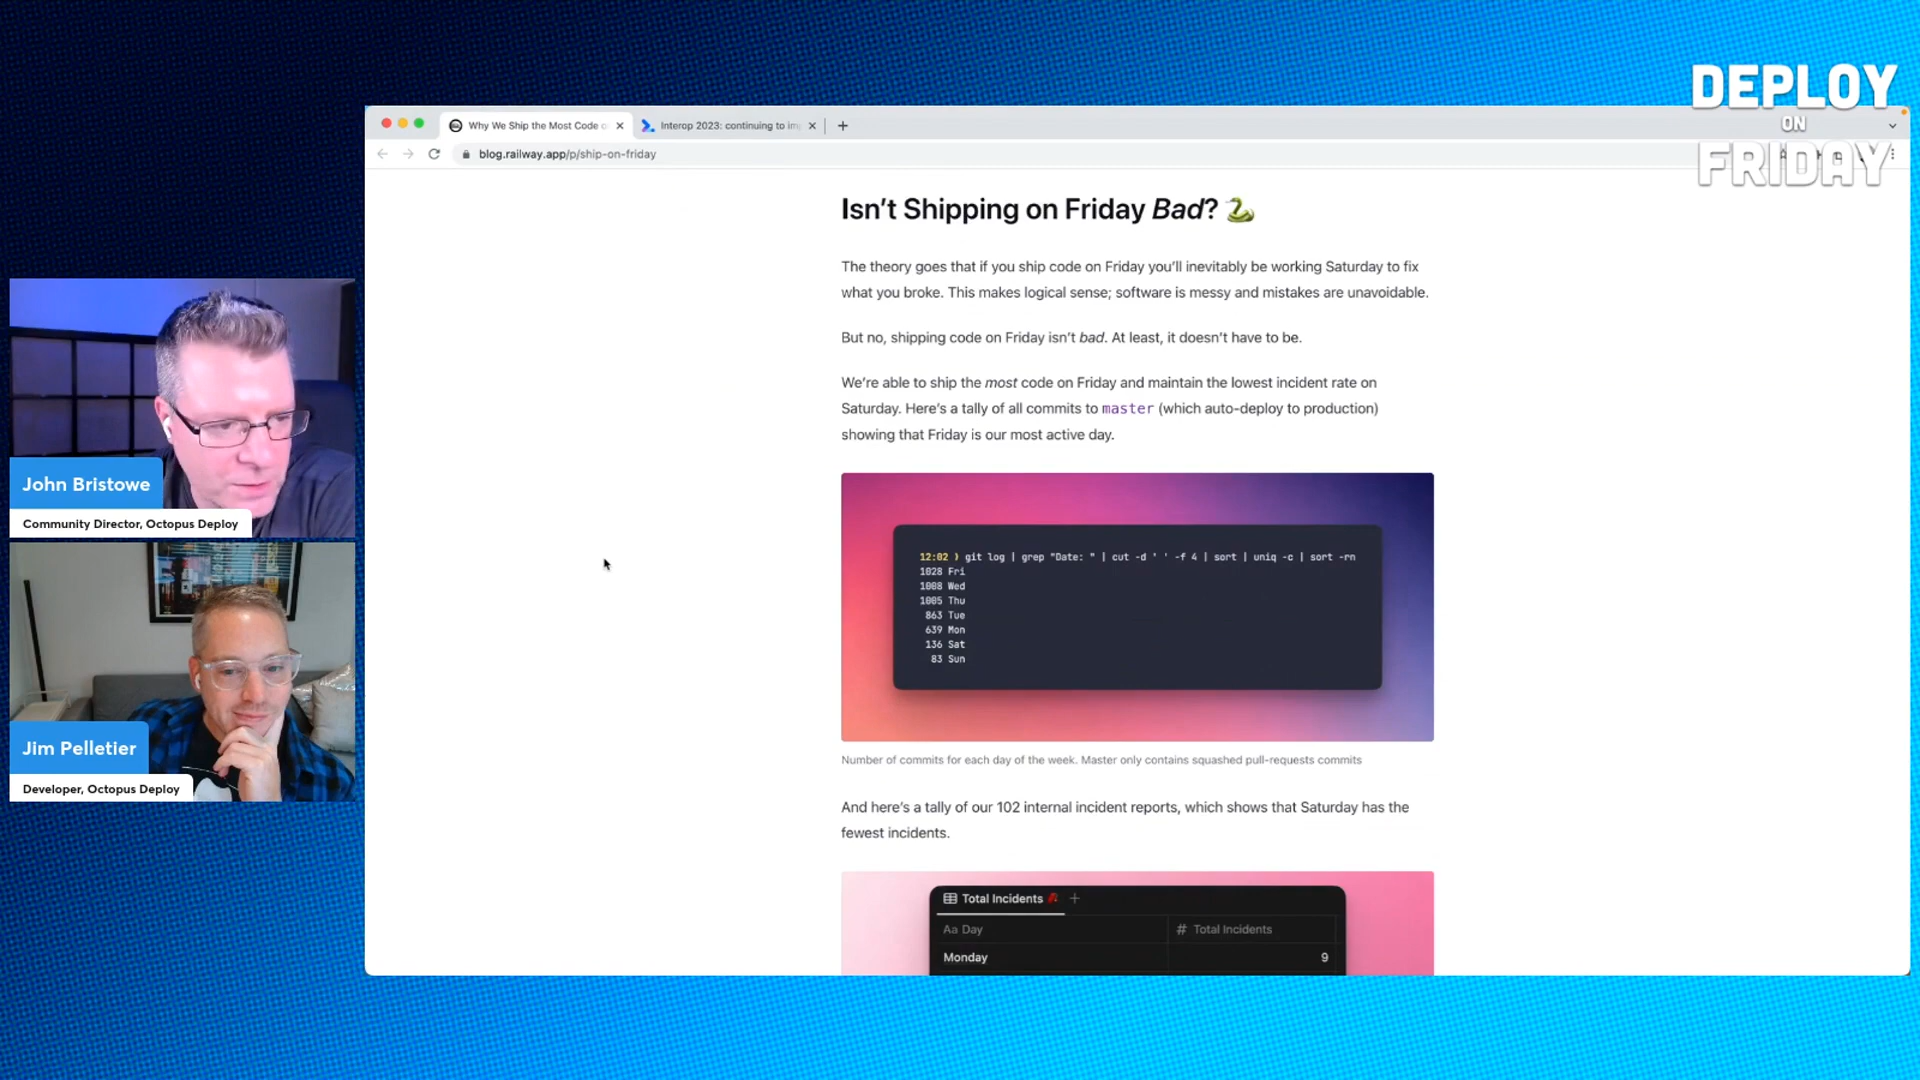 DEPLOY
ON
FRIDAY
Why We Ship the Most Code
Interop 2023: continuing to
blog.railway.app/p/ship-on-friday
Isn't Shipping on Friday Bad?
The theory goes that if you ship code on Friday you'll inevitably be working Saturday to fix
what you broke. This makes logical sense; software is messy and mistakes are unavoidable.
But no, shipping code on Friday isn't bad. At least, it doesn't have to be.
We're able to ship the most code on Friday and maintain the lowest incident rate on
Saturday. Here's a tally of all commits to master (which auto-deploy to production)
showing that Friday is our most active day.
12:02 ❯ git log | grep "Date: " | cut -d ' ' -f 4 | sort | uniq -c | sort -rn
1028 Fri
1008 Wed
1005 Thu
863 Tue
639 Mon
136 Sat
83 Sun
Number of commits for each day of the week. Master only contains squashed pull-requests commits
And here's a tally of our 102 internal incident reports, which shows that Saturday has the
fewest incidents.
Total Incidents +
Aa Day # Total Incidents
Monday 9
John Bristowe
Community Director, Octopus Deploy
Jim Pelletier
Developer, Octopus Deploy